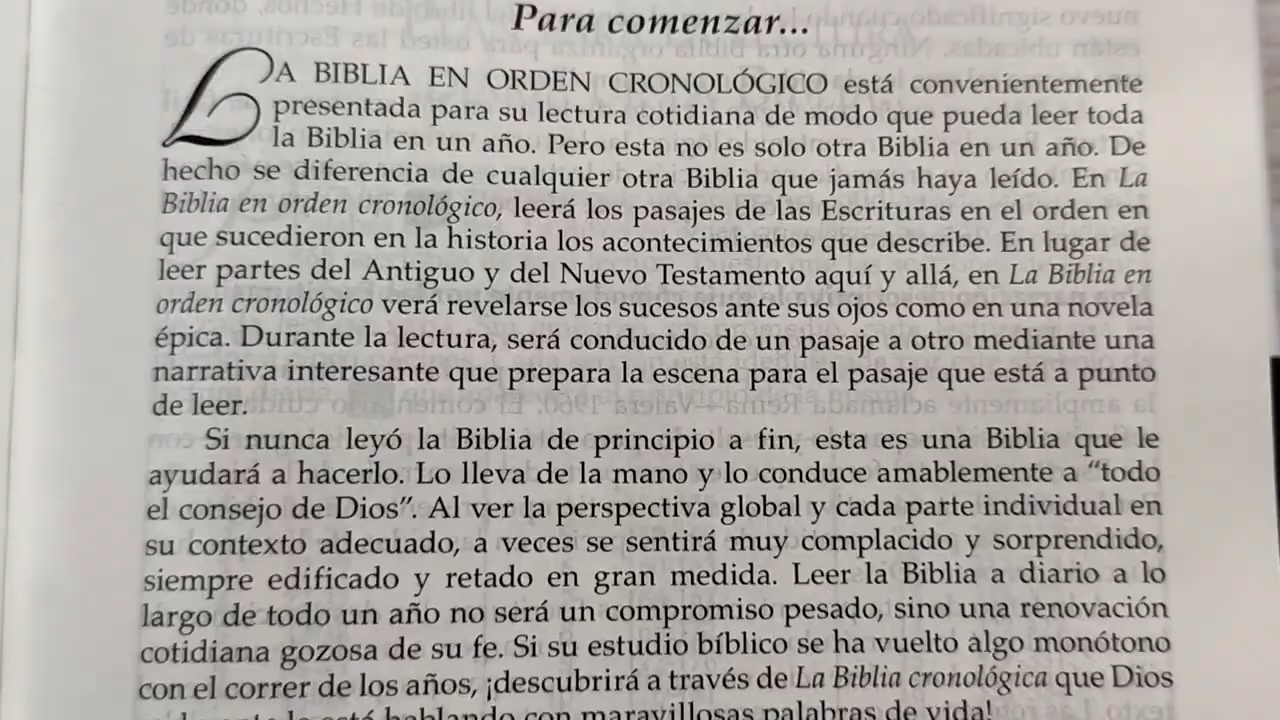 Para comenzar...
LA BIBLIA EN ORDEN CRONOLÓGICO está convenientemente
presentada para su lectura cotidiana de modo que pueda leer toda
la Biblia en un año. Pero esta no es solo otra Biblia en un año. De
hecho se diferencia de cualquier otra Biblia que jamás haya leído. En La
Biblia en orden cronológico, leerá los pasajes de las Escrituras en el orden en
que sucedieron en la historia los acontecimientos que describe. En lugar de
leer partes del Antiguo y del Nuevo Testamento aquí y allá, en La Biblia en
orden cronológico verá revelarse los sucesos ante sus ojos como en una novela
épica. Durante la lectura, será conducido de un pasaje a otro mediante una
narrativa interesante que prepara la escena para el pasaje que está a punto
de leer.
Si nunca leyó la Biblia de principio a fin, esta es una Biblia que le
ayudará a hacerlo. Lo lleva de la mano y lo conduce amablemente a “todo
el consejo de Dios”. Al ver la perspectiva global y cada parte individual en
su contexto adecuado, a veces se sentirá muy complacido y sorprendido,
siempre edificado y retado en gran medida. Leer la Biblia a diario a lo
largo de todo un año no será un compromiso pesado, sino una renovación
cotidiana gozosa de su fe. Si su estudio bíblico se ha vuelto algo monótono
con el correr de los años, ¡descubrirá a través de La Biblia cronológica que Dios
está hablando con maravillosas palabras de vida!